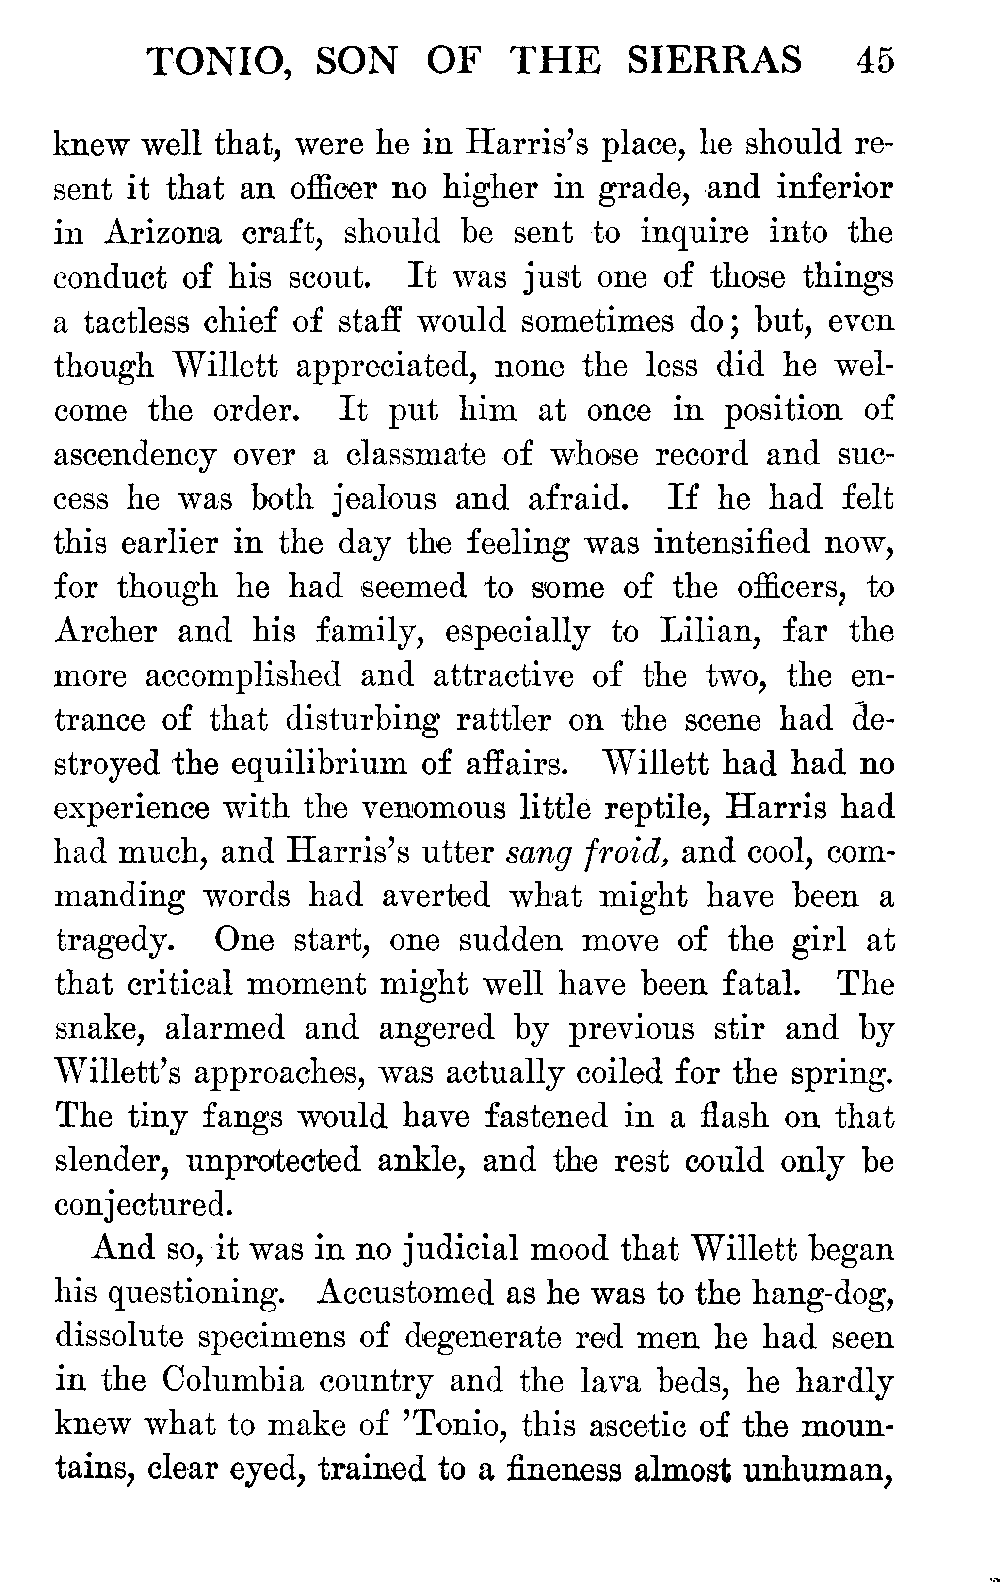 TONIO, SON OF THE SIERRAS 45
knew well that, were he in Harris's place, he should re-
sent it that an officer no higher in grade, and inferior
in Arizona craft, should be sent to inquire into the
conduct of his scout. It was just one of those things
a tactless chief of staff would sometimes do; but, even
though Willett appreciated, none the less did he wel-
come the order. It put him at once in position of
ascendency over a classmate of whose record and suc-
cess he was both jealous and afraid. If he had felt
this earlier in the day the feeling was intensified now,
for though he had seemed to some of the officers, to
Archer and his family, especially to Lilian, far the
more accomplished and attractive of the two, the en-
trance of that disturbing rattler on the scene had de-
stroyed the equilibrium of affairs. Willett had had no
experience with the venomous little reptile, Harris had
had much, and Harris's utter sang froid, and cool, com-
manding words had averted what might have been a
tragedy. One start, one sudden move of the girl at
that critical moment might well have been fatal. The
snake, alarmed and angered by previous stir and by
Willett's approaches, was actually coiled for the spring.
The tiny fangs would have fastened in a flash on that
slender, unprotected ankle, and the rest could only be
conjectured.
And so, it was in no judicial mood that Willett began
his questioning. Accustomed as he was to the hang-dog,
dissolute specimens of degenerate red men he had seen
in the Columbia country and the lava beds, he hardly
knew what to make of 'Tonio, this ascetic of the moun-
tains, clear eyed, trained to a fineness almost unhuman,